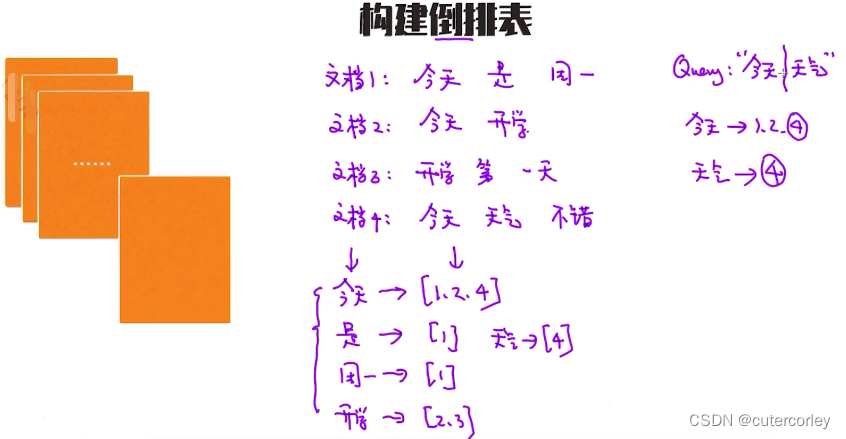 构建倒排表
文档1: 今天 是 周一
文档2: 今天 开学
文档3: 开学 第 一天
文档4: 今天 天气 不错
↓ ↓
今天 → [1,2,4]
是 → [1] 天气→[4]
周一→[1]
开学→[2,3]
Query:"今天|天气"
今天→1,2,④
天气→④
......
CSDN @cutercorley